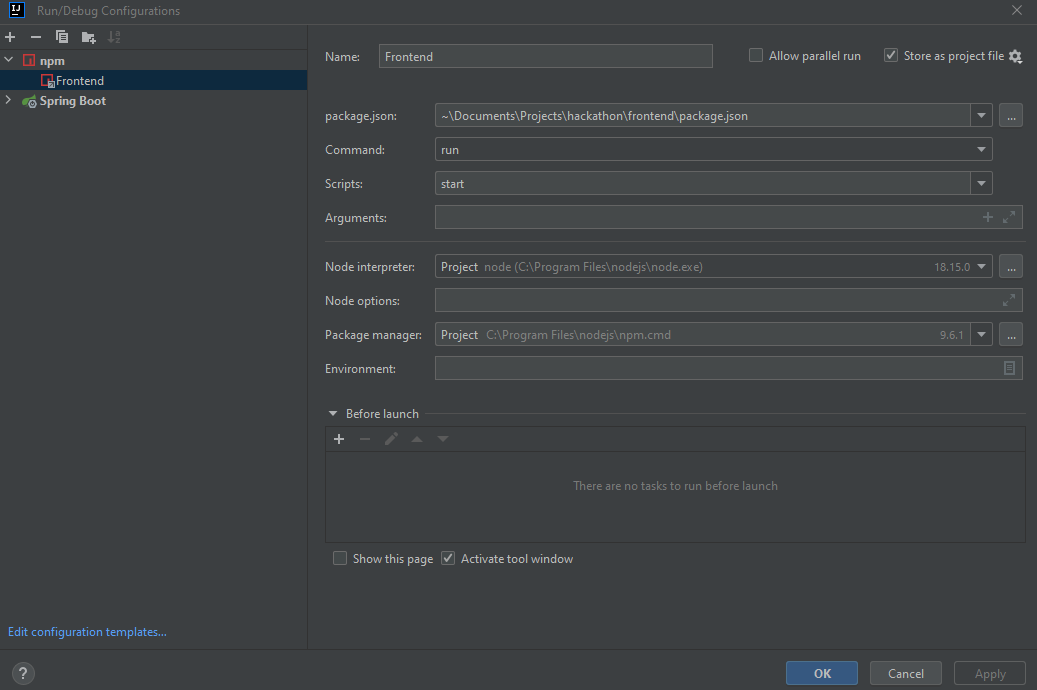 IJ Run/Debug Configurations
npm
Frontend
Spring Boot
Edit configuration templates...
?
Name: Frontend Allow parallel run Store as project file
package.json: ~\Documents\Projects\hackathon\frontend\package.json ...
Command: run
Scripts: start
Arguments:
Node interpreter: Project node (C:\Program Files\nodejs\node.exe) 18.15.0 ...
Node options:
Package manager: Project C:\Program Files\nodejs\npm.cmd 9.6.1 ...
Environment:
Before launch
There are no tasks to run before launch
Show this page Activate tool window
OK Cancel Apply